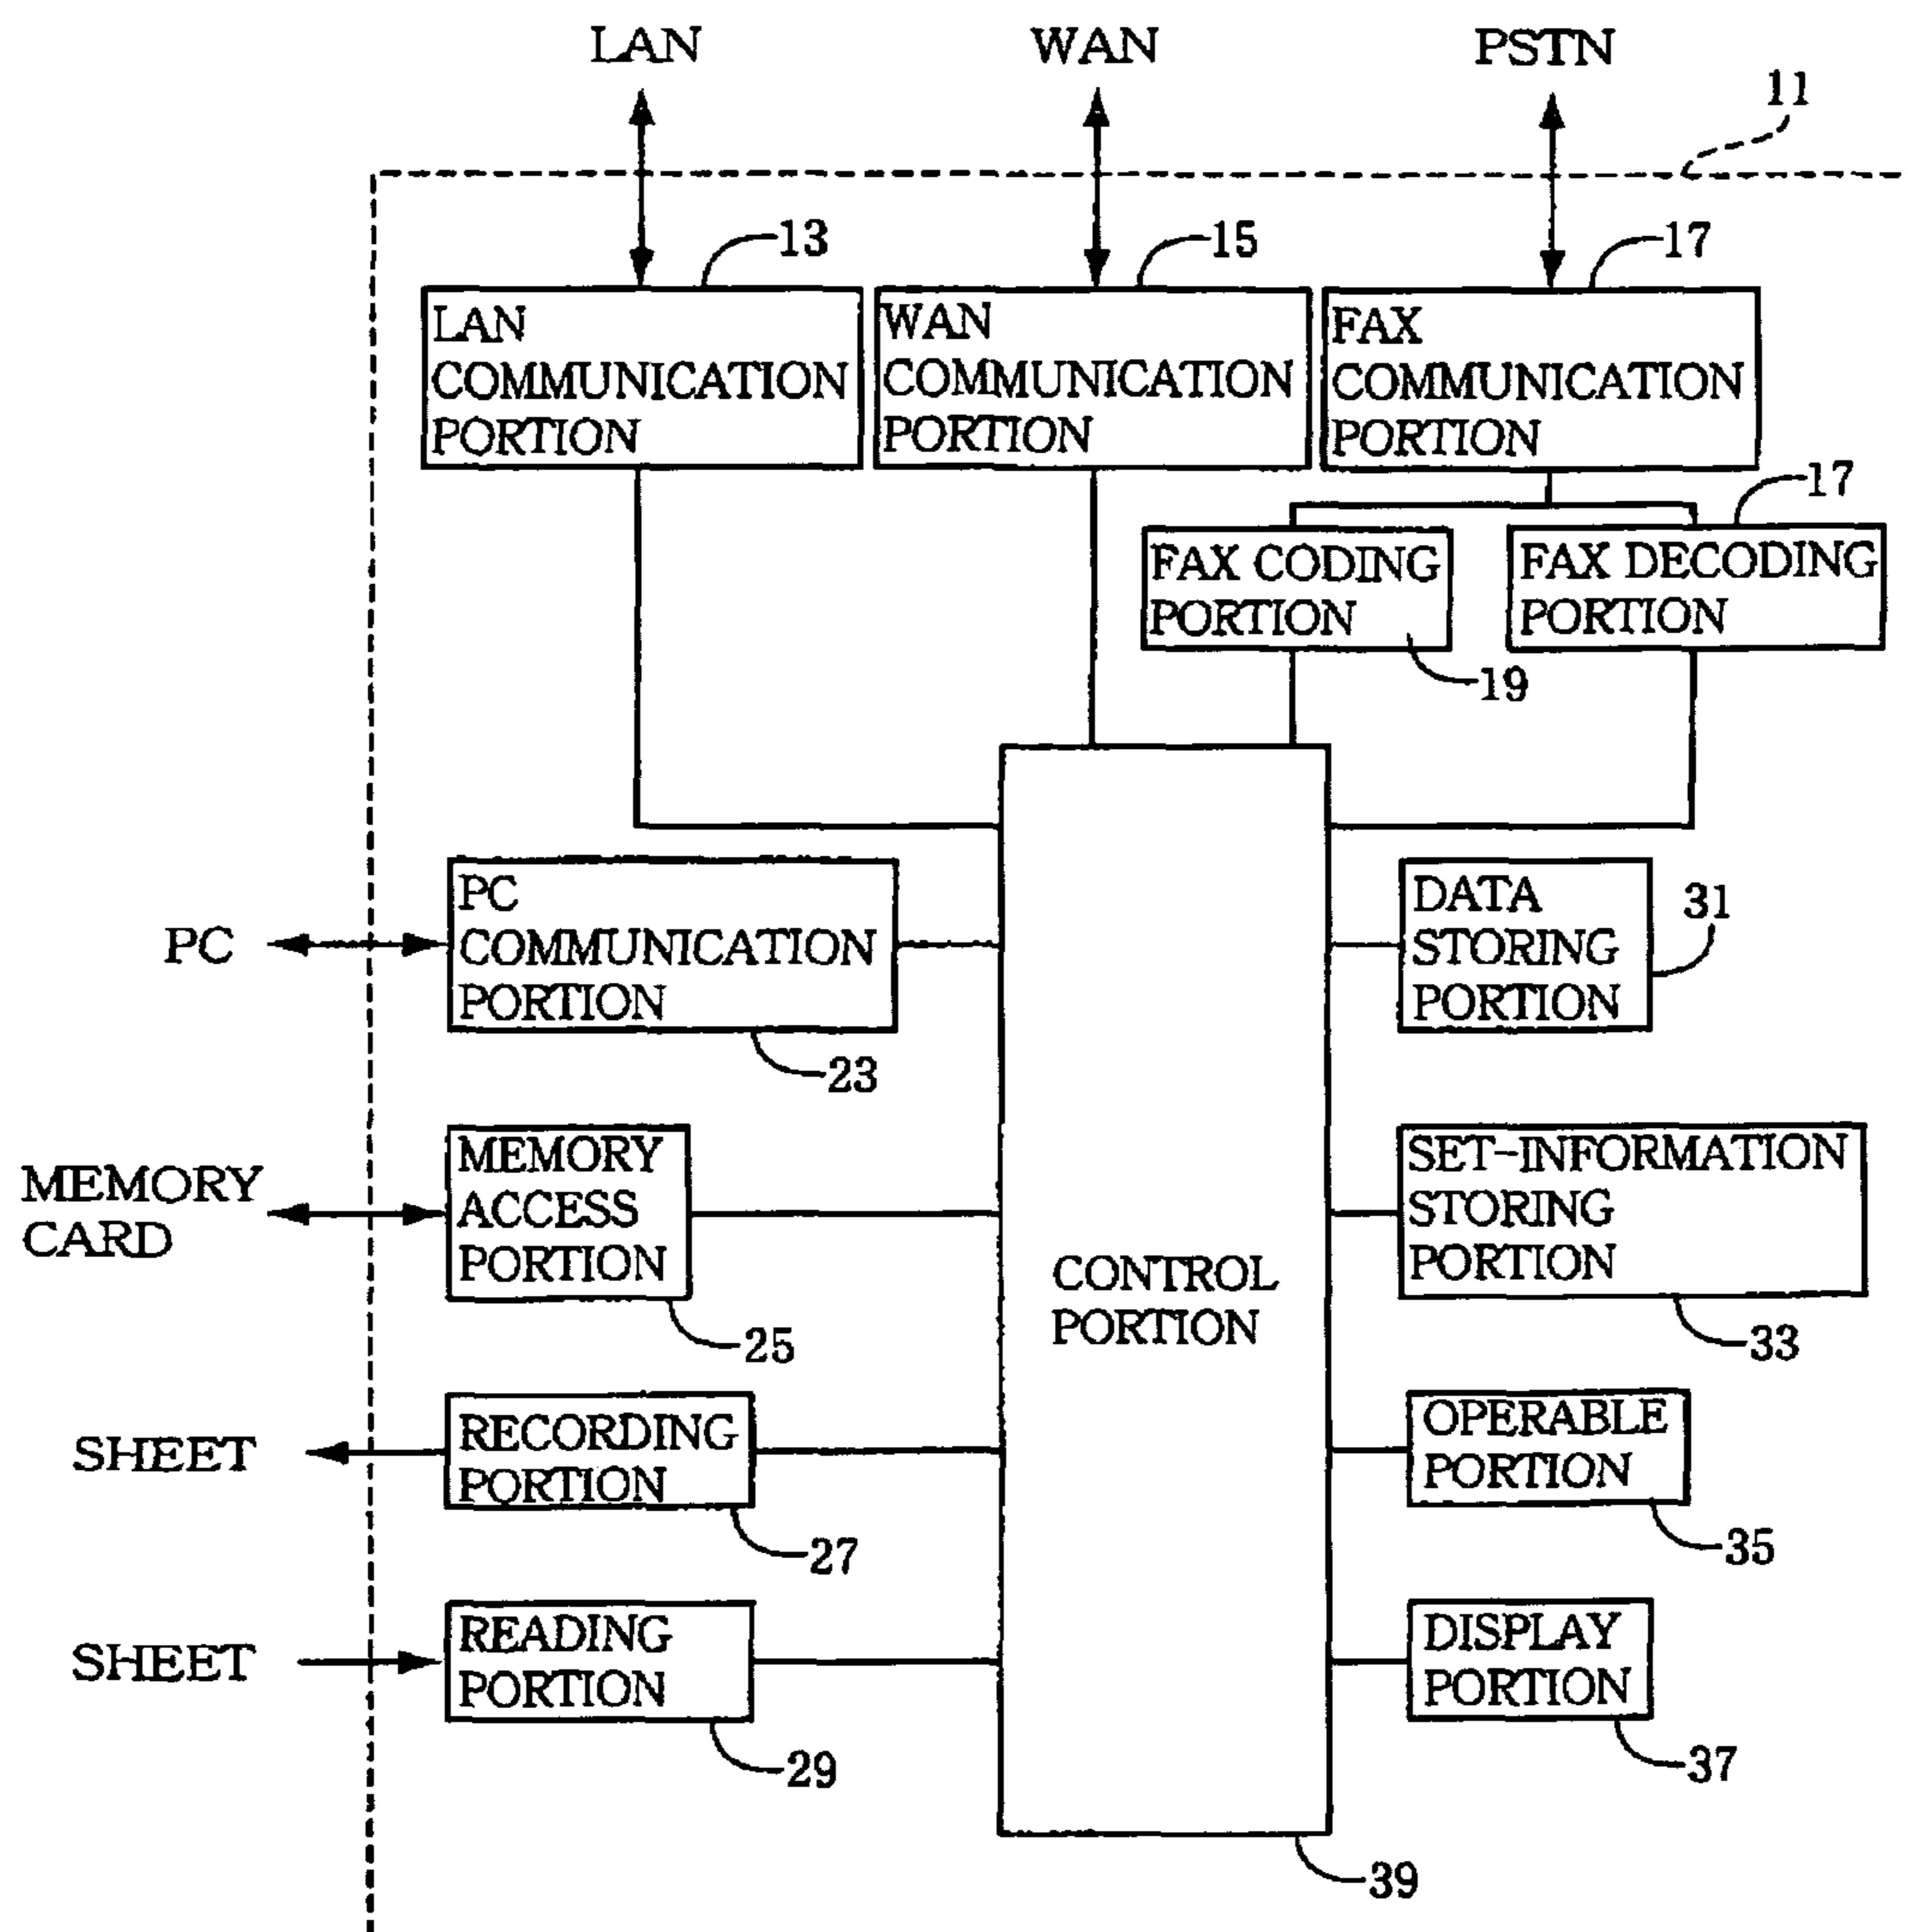 LAN
WAN
PSTN
11
13
15
17
LAN
COMMUNICATION
PORTION
WAN
COMMUNICATION
PORTION
FAX
COMMUNICATION
PORTION
17
FAX CODING
PORTION
FAX DECODING
PORTION
19
PC
PC
COMMUNICATION
PORTION
23
DATA
STORING
PORTION
31
MEMORY
CARD
MEMORY
ACCESS
PORTION
25
CONTROL
PORTION
SET-INFORMATION
STORING
PORTION
33
SHEET
RECORDING
PORTION
27
OPERABLE
PORTION
35
SHEET
READING
PORTION
29
DISPLAY
PORTION
37
39